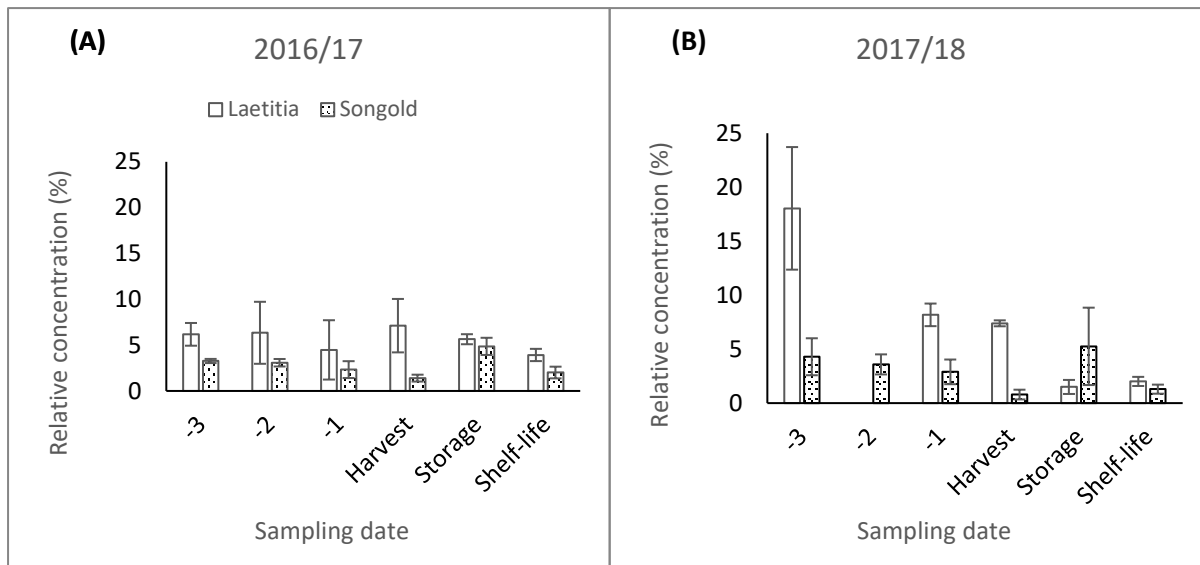 (A)
2016/17
Laetitia Songold
Relative concentration (%)
25
20
15
10
5
0
-3
-2
-1
Harvest
Storage
Shelf-life
Sampling date
(B)
2017/18
Relative concentration (%)
25
20
15
10
5
0
-3
-2
-1
Harvest
Storage
Shelf-life
Sampling date